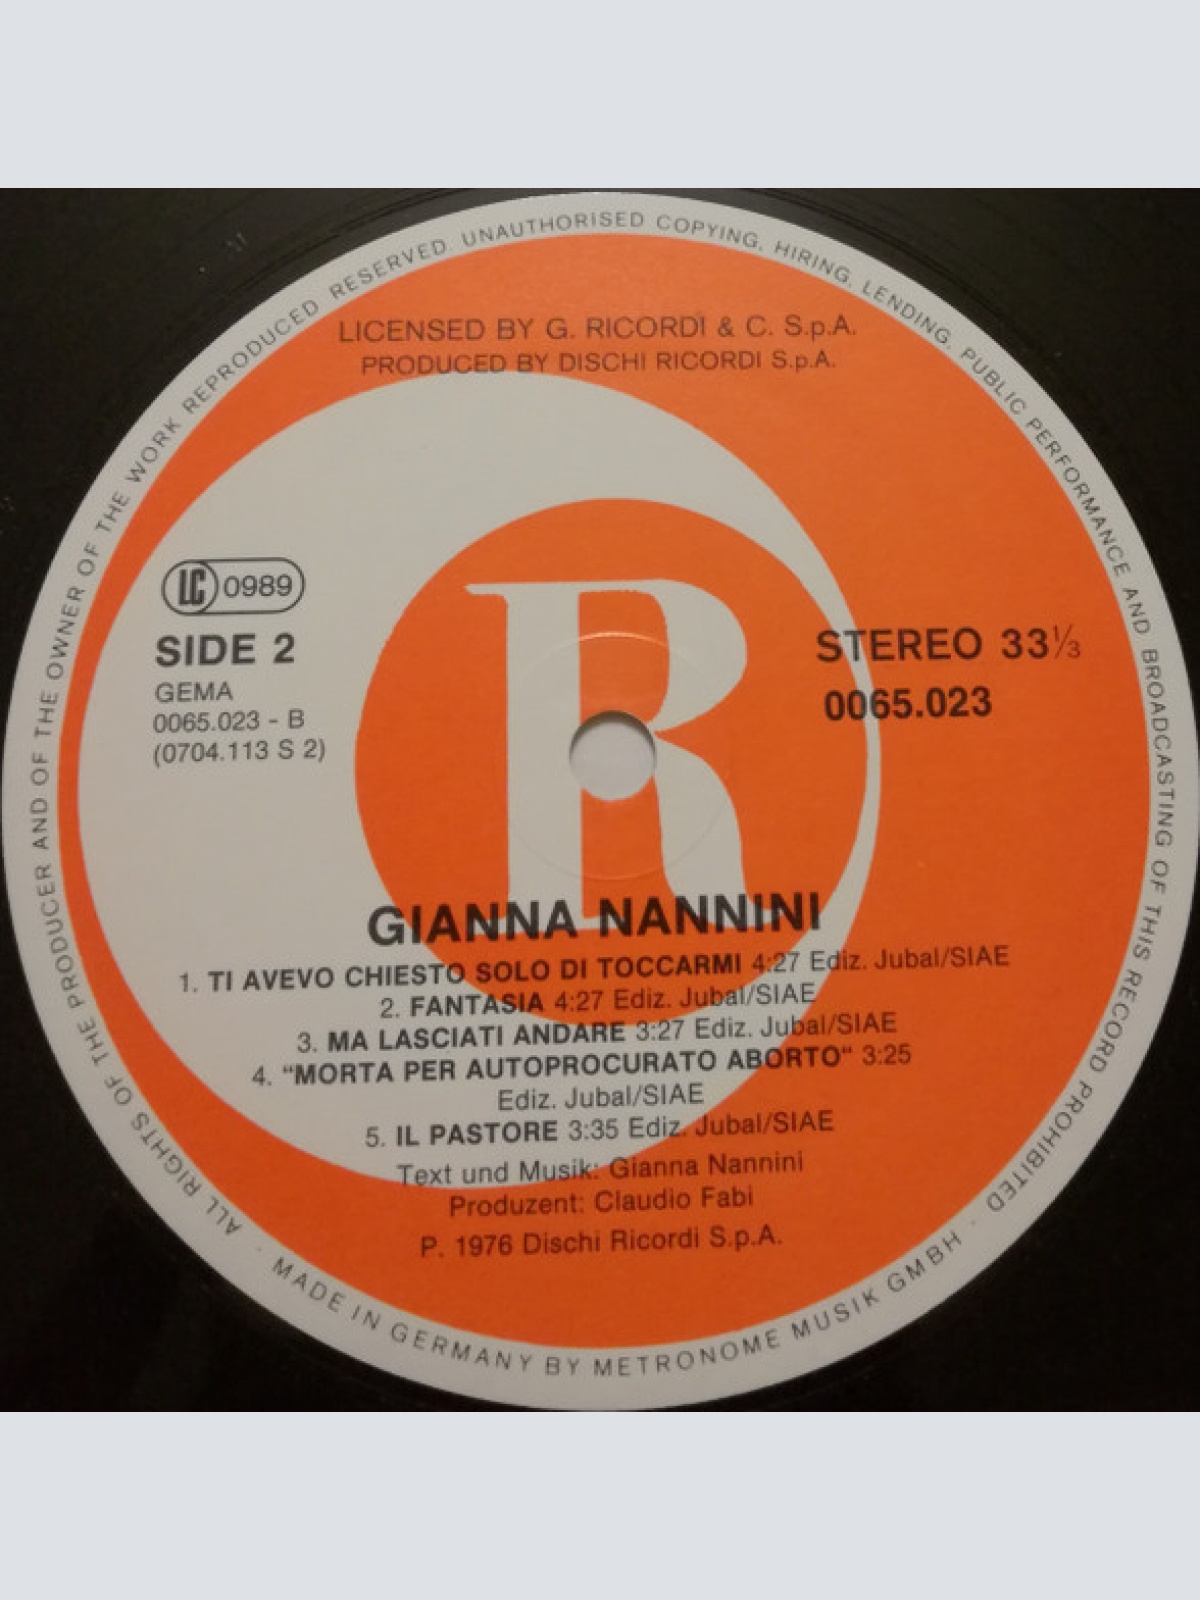 ALL RIGHTS OF THE PRODUCER AND OF THE OWNER OF THE WORK REPRODUCED RESERVED. UNAUTHORISED COPYING, HIRING, LENDING, PUBLIC PERFORMANCE AND BROADCASTING OF THIS RECORD PROHIBITED ·
LICENSED BY G. RICORDI & C. S.p.A.
PRODUCED BY DISCHI RICORDI S.p.A.
R
LC 0989
SIDE 2
GEMA
0065.023 - B
(0704.113 S 2)
STEREO 33⅓
0065.023
GIANNA NANNINI
1. TI AVEVO CHIESTO SOLO DI TOCCARMI 4:27 Ediz. Jubal/SIAE
2. FANTASIA 4:27 Ediz. Jubal/SIAE
3. MA LASCIATI ANDARE 3:27 Ediz. Jubal/SIAE
4. “MORTA PER AUTOPROCURATO ABORTO“ 3:25
Ediz. Jubal/SIAE
5. IL PASTORE 3:35 Ediz. Jubal/SIAE
Text und Musik: Gianna Nannini
Produzent: Claudio Fabi
P. 1976 Dischi Ricordi S.p.A.
· MADE IN GERMANY BY METRONOME MUSIK GMBH